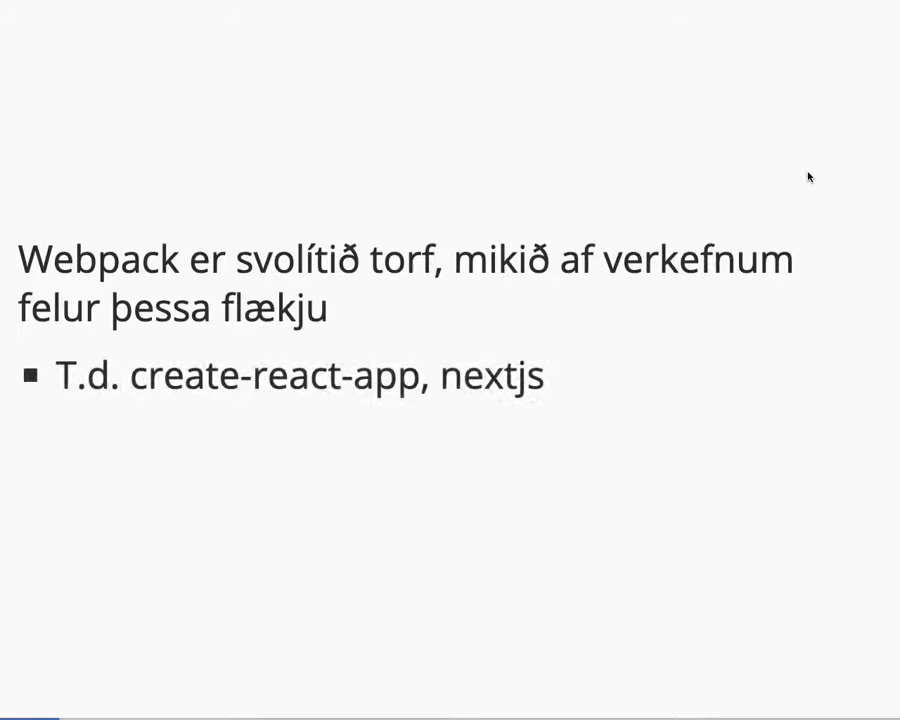 Webpack er svolítið torf, mikið af verkefnum
felur þessa flækju
▪ T.d. create-react-app, nextjs